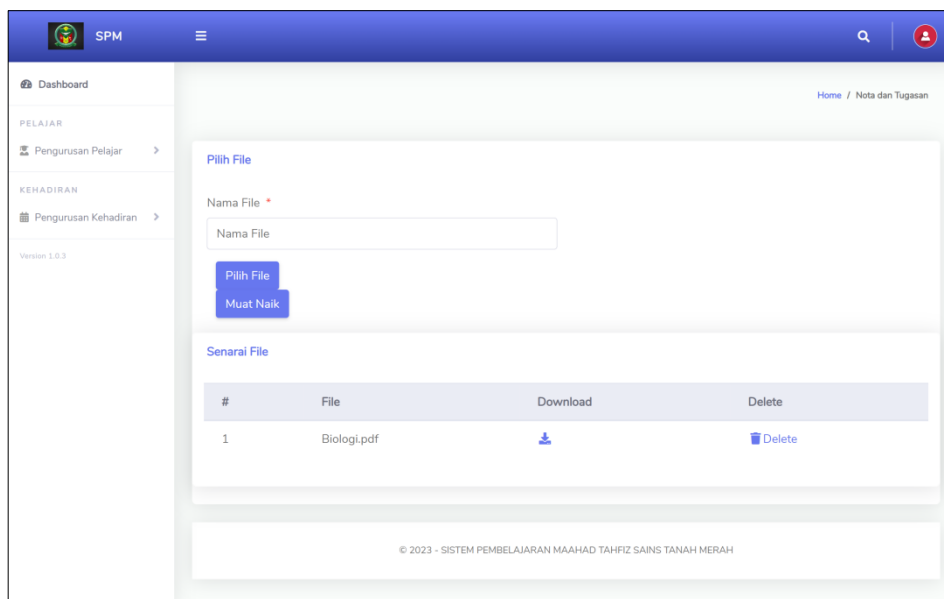 SPM
Dashboard
Home / Nota dan Tugasan
PELAJAR
Pengurusan Pelajar
KEHADIRAN
Pengurusan Kehadiran
Version 1.0.3
Pilih File
Nama File *
Nama File
Pilih File
Muat Naik
Senarai File
# File Download Delete
1 Biologi.pdf Delete
© 2023 - SISTEM PEMBELAJARAN MAAHAD TAHFIZ SAINS TANAH MERAH